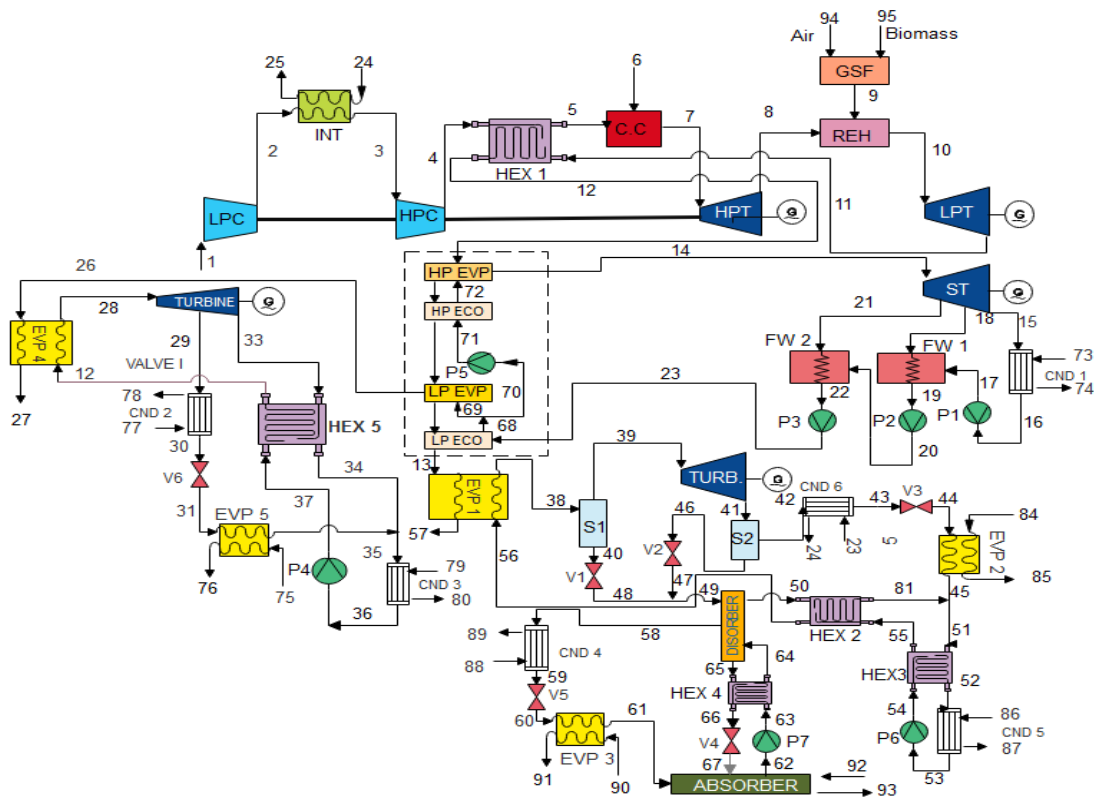 94
95
Air
Biomass
GSF
25
24
6
9
INT
5
C.C
7
8
REH
2
3
4
10
HEX 1
12
11
LPC
HPC
HPT
G
LPT
G
1
14
26
HP EVP
72
28
TURBINE
G
HP ECO
21
ST
G
18
15
29
33
71
EVP 4
VALVE I
P5
FW 2
FW 1
73
12
23
17
CND 1
74
78
LP EVP
70
22
19
CND 2
69
P3
P2
P1
16
27
77
HEX 5
68
30
LP ECO
20
34
13
39
V6
TURB.
G
CND 6
37
EVP 1
38
42
43
V3
44
31
46
41
EVP 5
S1
S2
84
57
56
40
V2
24
23
5
EVP 2
35
V1
47
85
P4
79
76
75
CND 3
80
48
49
50
81
45
36
89
58
DISORBER
HEX 2
55
51
CND 4
64
88
65
HEX3
59
HEX 4
52
V5
54
60
61
66
63
86
V4
P7
P6
CND 5
87
67
62
53
91
EVP 3
90
ABSORBER
92
93